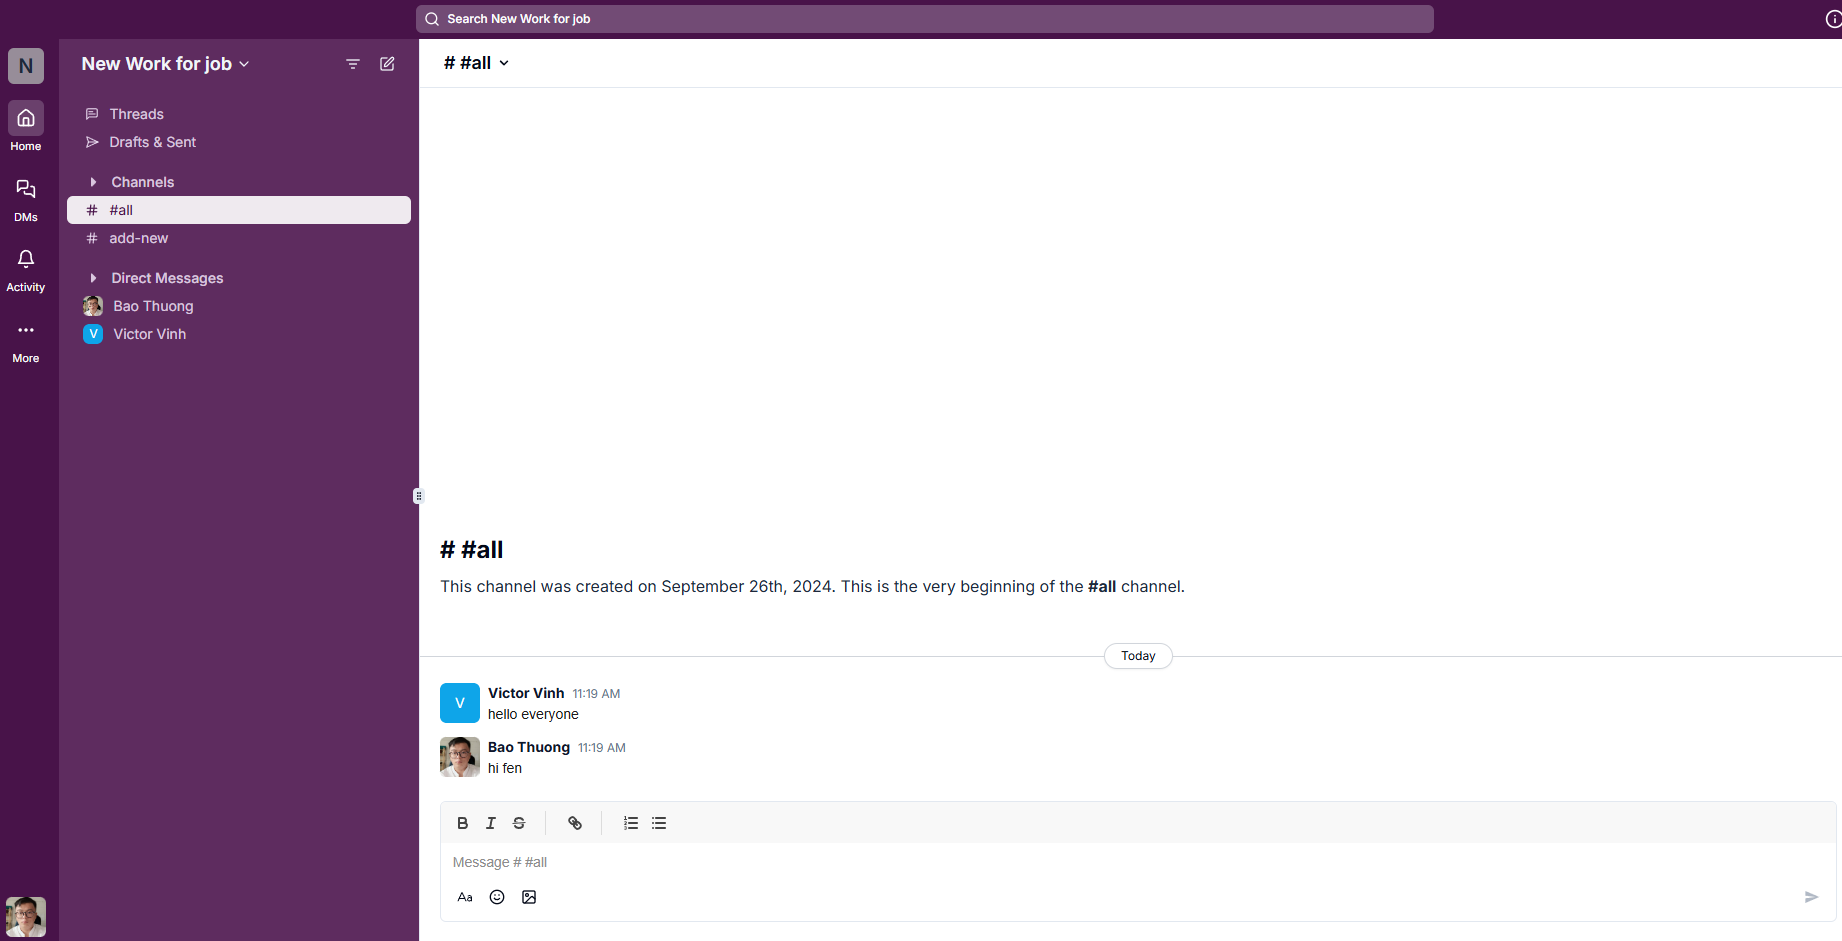 Search New Work for job
N
Home
DMs
Activity
More
New Work for job
Threads
Drafts & Sent
Channels
# #all
# add-new
Direct Messages
Bao Thuong
V Victor Vinh
# #all
# #all
This channel was created on September 26th, 2024. This is the very beginning of the #all channel.
Today
V
Victor Vinh 11:19 AM
hello everyone
Bao Thuong 11:19 AM
hi fen
B I S
Message # #all
Aa